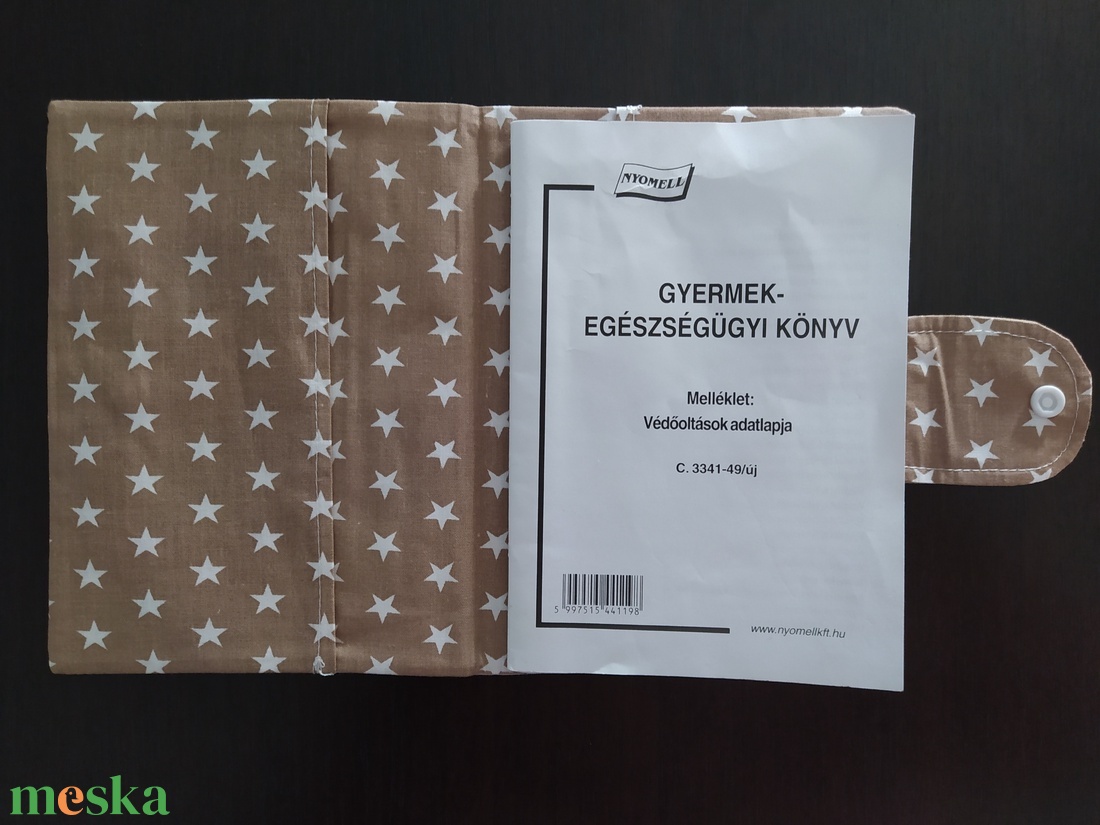 NYOMELL
GYERMEK-
EGÉSZSÉGÜGYI KÖNYV
Melléklet:
Védőoltások adatlapja
C. 3341-49/új
5 997515 441198
www.nyomellkft.hu
meska